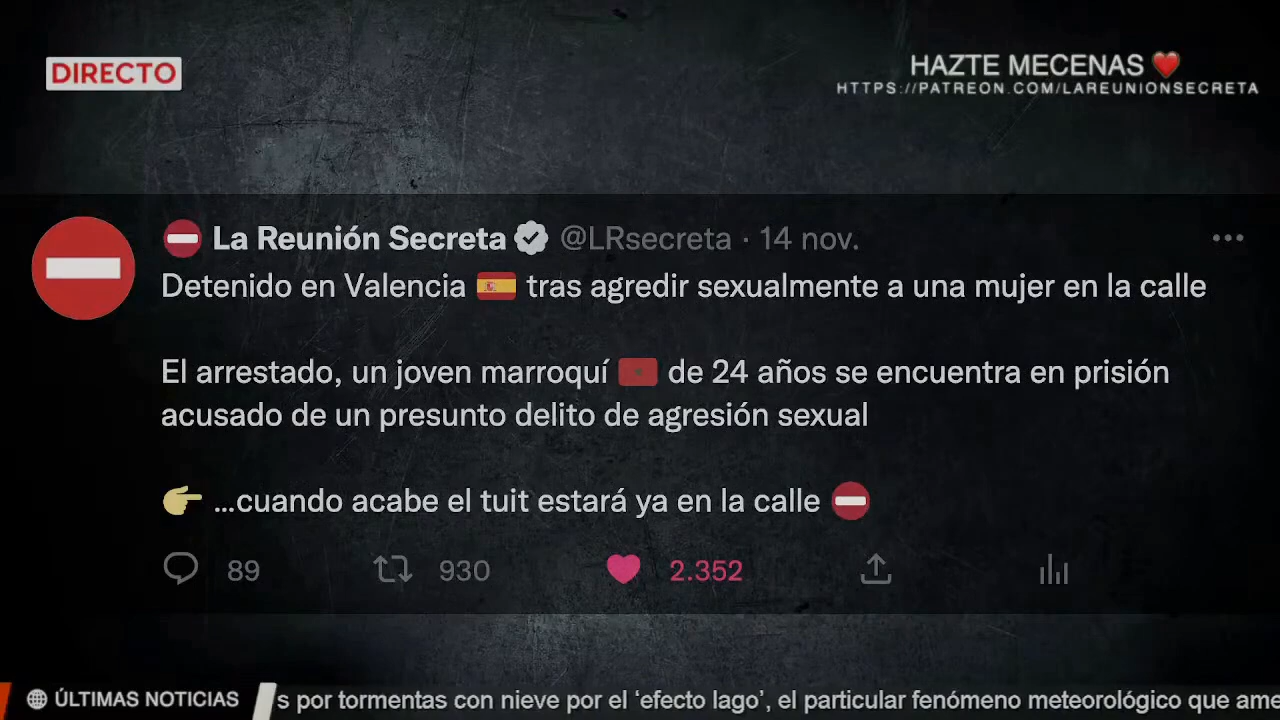 DIRECTO
HAZTE MECENAS ❤️
HTTPS://PATREON.COM/LAREUNIONSECRETA
⛔ La Reunión Secreta @LRsecreta · 14 nov.
Detenido en Valencia 🇪🇸 tras agredir sexualmente a una mujer en la calle
El arrestado, un joven marroquí 🇲🇦 de 24 años se encuentra en prisión
acusado de un presunto delito de agresión sexual
👉 ...cuando acabe el tuit estará ya en la calle ⛔
89 930 2.352
ÚLTIMAS NOTICIAS s por tormentas con nieve por el ‘efecto lago’, el particular fenómeno meteorológico que ame